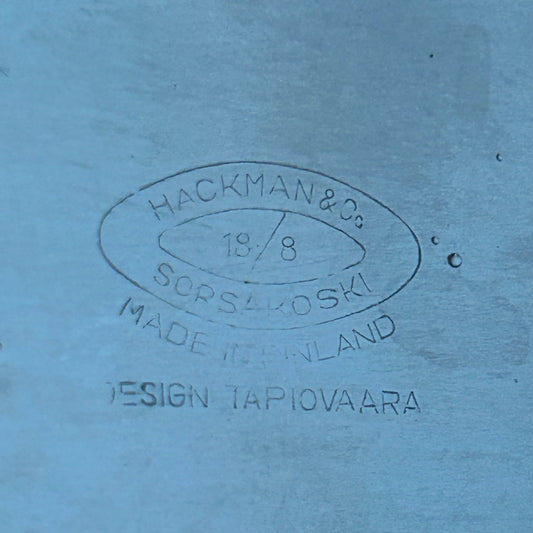 HACKMAN & Co
18/8
SORSAKOSKI
MADE IN FINLAND
DESIGN TAPIOVAARA